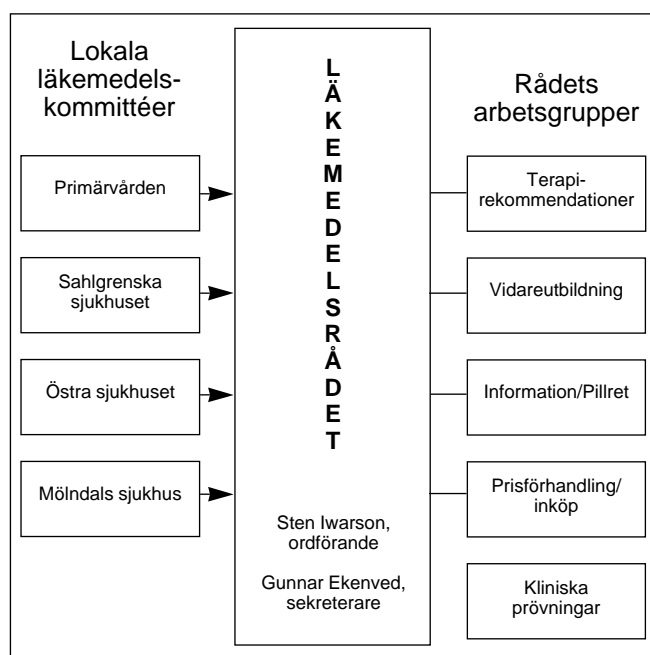 Lokala
läkemedels-
kommittéer
Primärvården
Sahlgrenska
sjukhuset
Östra sjukhuset
Mölndals sjukhus
LÄKEMEDELSRÅDET
Sten Iwarson,
ordförande
Gunnar Ekenved,
sekreterare
Rådets
arbetsgrupper
Terapi-
rekommendationer
Vidareutbildning
Information/Pillret
Prisförhandling/
inköp
Kliniska
prövningar